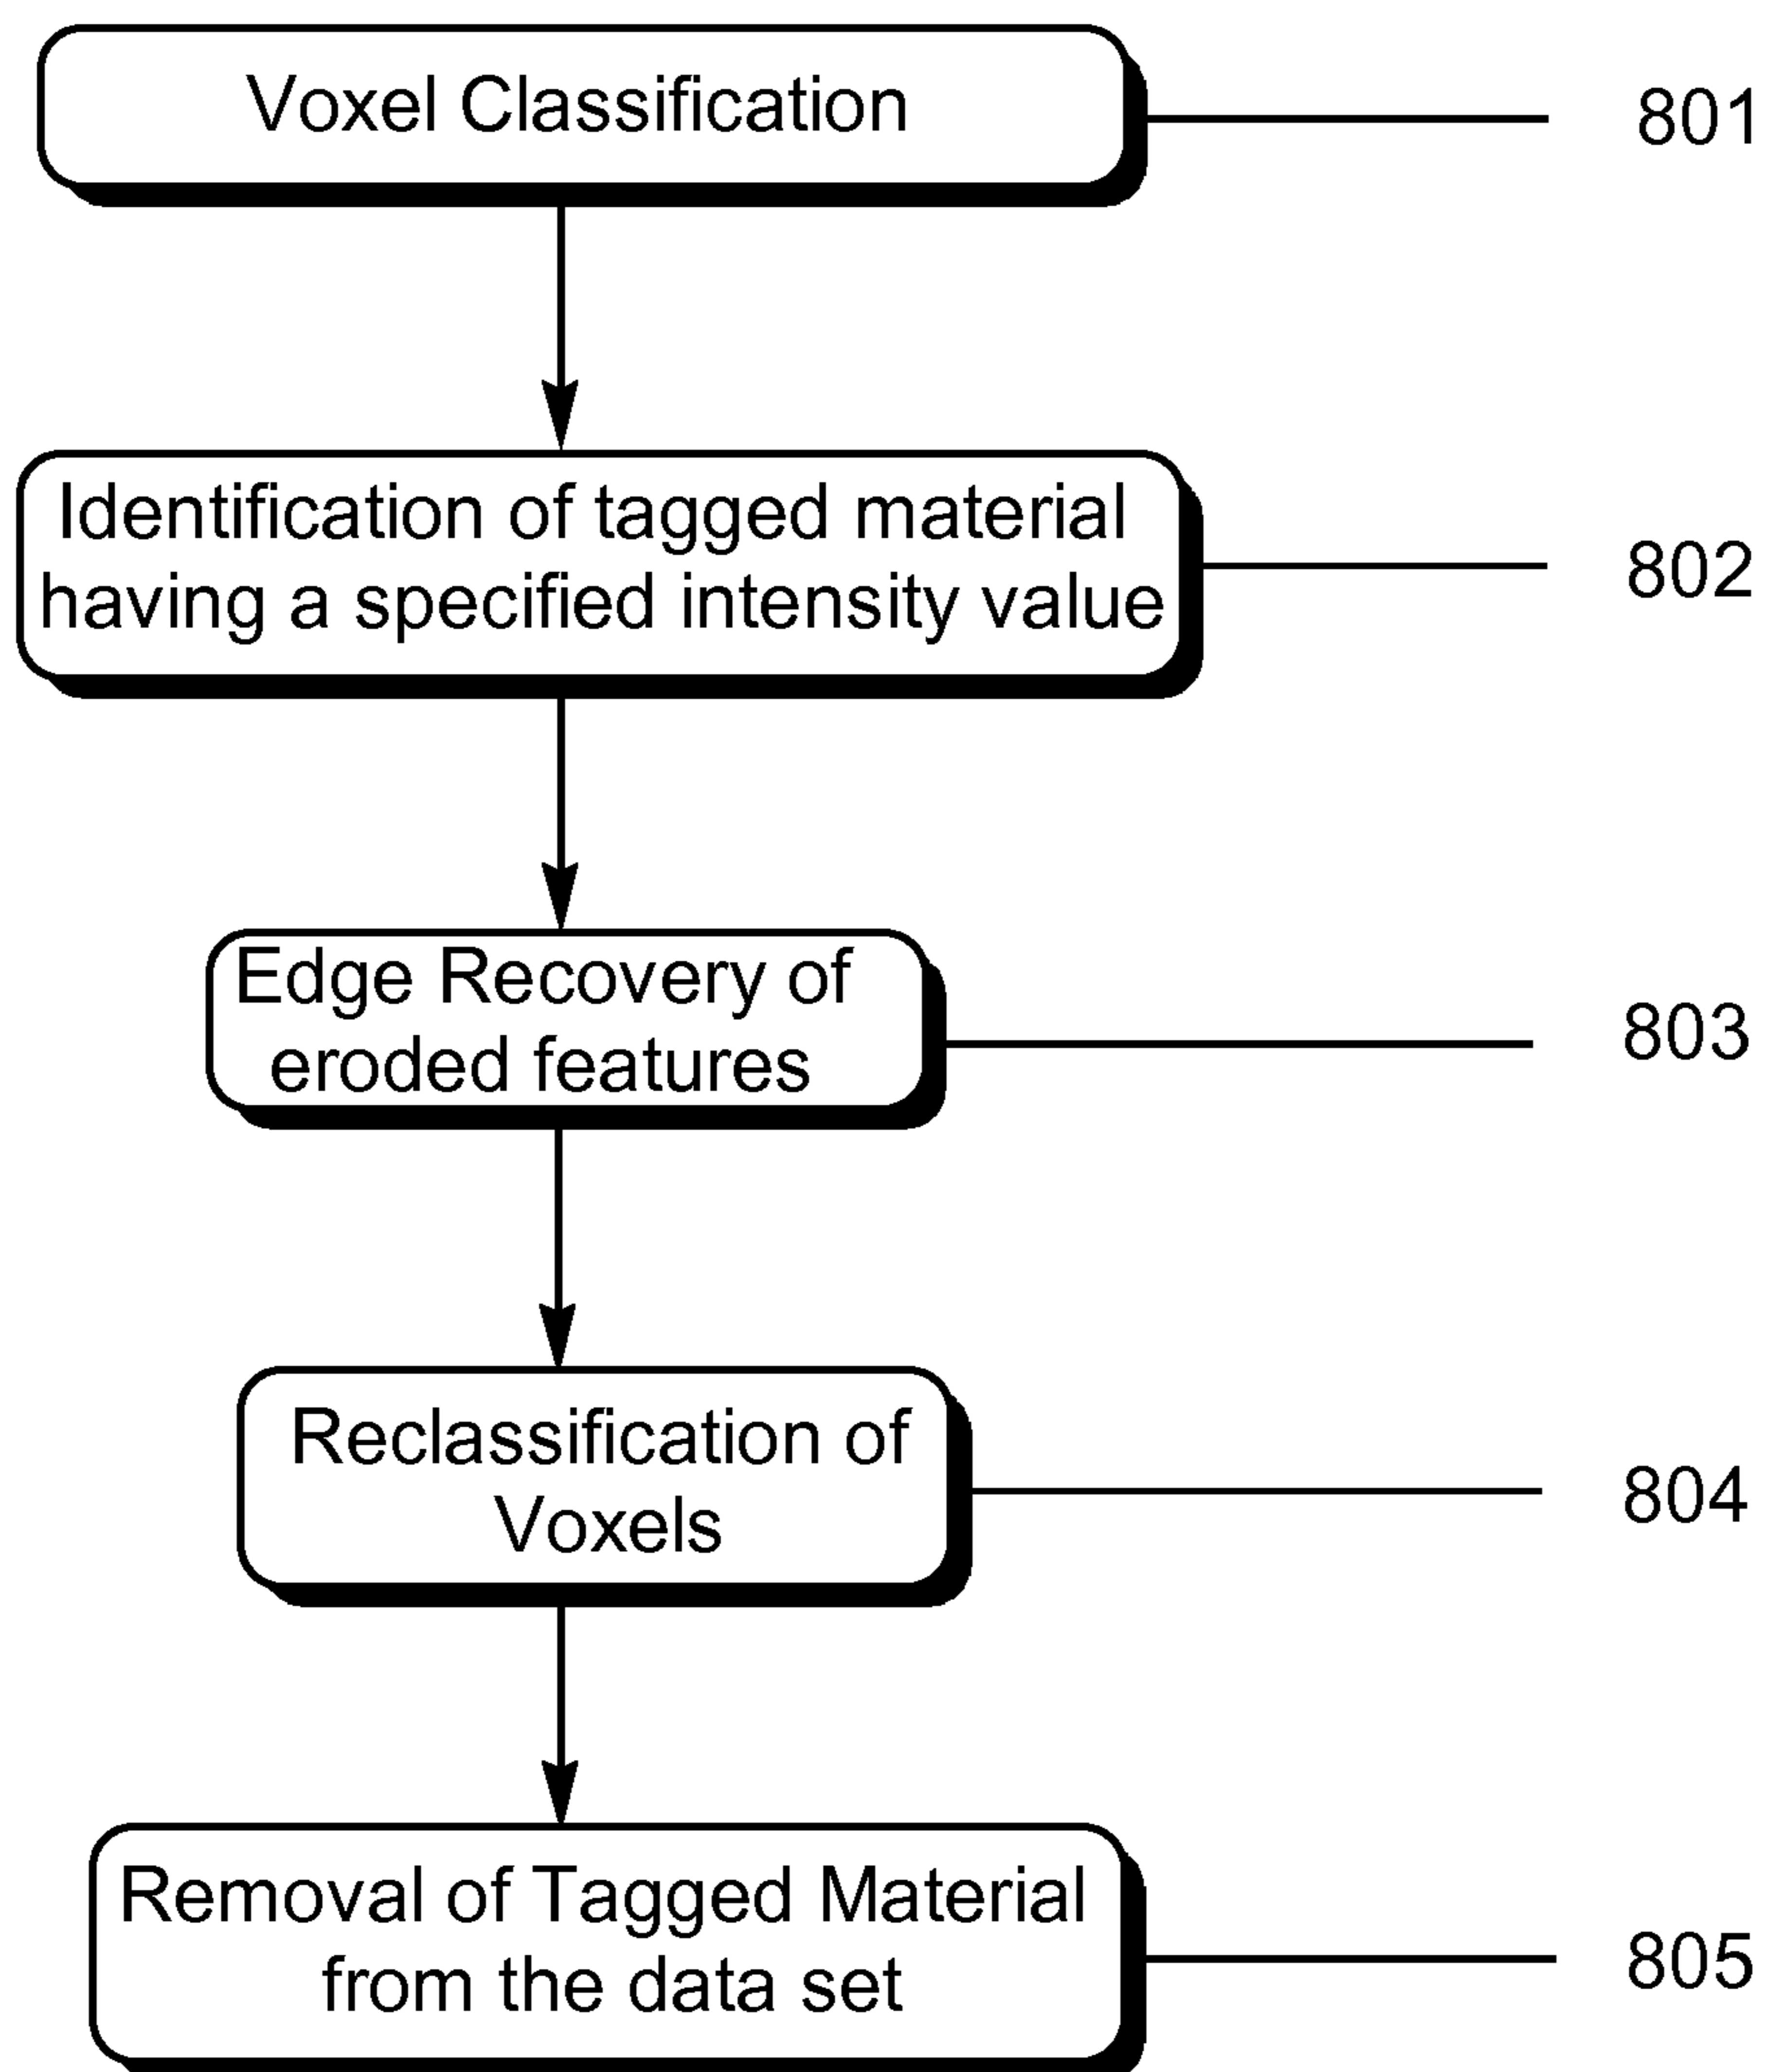 Voxel Classification
801
Identification of tagged material
having a specified intensity value
802
Edge Recovery of
eroded features
803
Reclassification of
Voxels
804
Removal of Tagged Material
from the data set
805